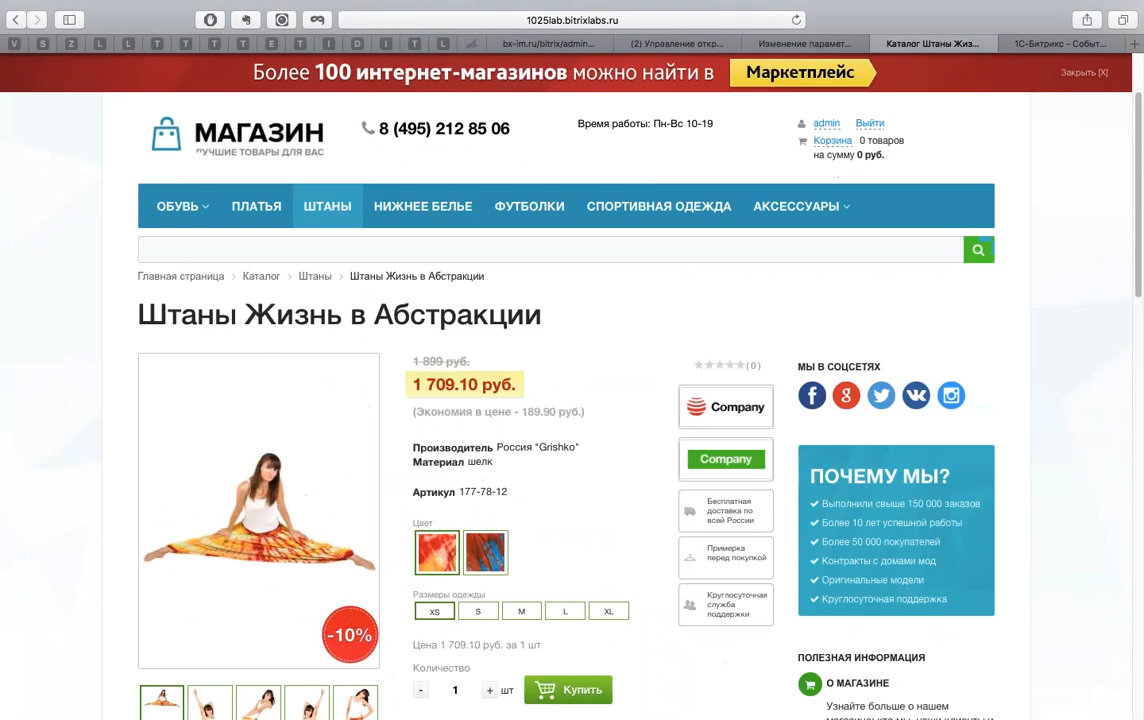 1025lab.bitrixlabs.ru
V S Z L L T T T T E T I D I T L
bx-im.ru/bitrix/admin...
(2) Управление откр...
Изменение парамет...
Каталог Штаны Жиз...
1С-Битрикс - Событ...
Более 100 интернет-магазинов можно найти в
Маркетплейс
Закрыть [X]
МАГАЗИН
ЛУЧШИЕ ТОВАРЫ ДЛЯ ВАС
8 (495) 212 85 06
Время работы: Пн-Вс 10-19
admin Выйти
Корзина 0 товаров
на сумму 0 руб.
ОБУВЬ ПЛАТЬЯ ШТАНЫ НИЖНЕЕ БЕЛЬЕ ФУТБОЛКИ СПОРТИВНАЯ ОДЕЖДА АКСЕССУАРЫ
Главная страница > Каталог > Штаны > Штаны Жизнь в Абстракции
Штаны Жизнь в Абстракции
1 899 руб.
1 709.10 руб.
(Экономия в цене - 189.90 руб.)
Производитель Россия "Grishko"
Материал шелк
Артикул 177-78-12
Цвет
Размеры одежды
XS S M L XL
Цена 1 709.10 руб. за 1 шт
Количество
- 1 + шт
Купить
-10%
(0)
Company
Company
Бесплатная
доставка по
всей России
Примерка
перед покупкой
Круглосуточная
служба
поддержки
МЫ В СОЦСЕТЯХ
ПОЧЕМУ МЫ?
Выполнили свыше 150 000 заказов
Более 10 лет успешной работы
Более 50 000 покупателей
Контракты с домами мод
Оригинальные модели
Круглосуточная поддержка
ПОЛЕЗНАЯ ИНФОРМАЦИЯ
О МАГАЗИНЕ
Узнайте больше о нашем